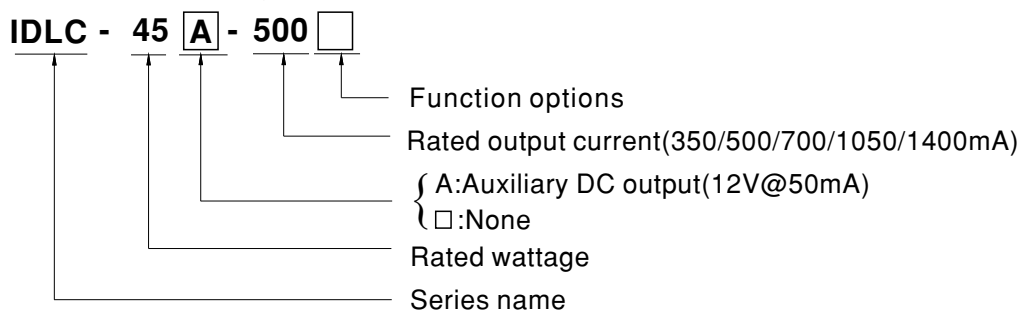 IDLC - 45 A - 500 □
Function options
Rated output current(350/500/700/1050/1400mA)
A:Auxiliary DC output(12V@50mA)
□:None
Rated wattage
Series name